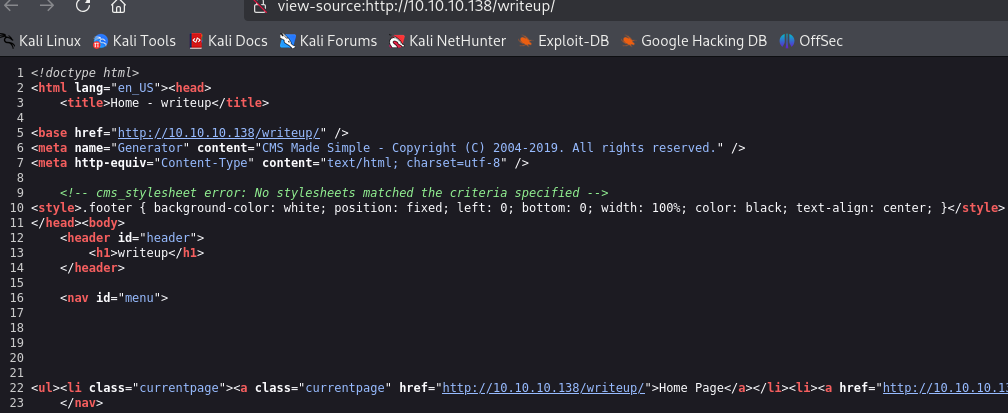 view-source:http://10.10.10.138/writeup/
Kali Linux Kali Tools Kali Docs Kali Forums Kali NetHunter Exploit-DB Google Hacking DB OffSec
1 <!doctype html>
2 <html lang="en_US"><head>
3 <title>Home - writeup</title>
4
5 <base href="http://10.10.10.138/writeup/" />
6 <meta name="Generator" content="CMS Made Simple - Copyright (C) 2004-2019. All rights reserved." />
7 <meta http-equiv="Content-Type" content="text/html; charset=utf-8" />
8
9 <!-- cms_stylesheet error: No stylesheets matched the criteria specified -->
10 <style>.footer { background-color: white; position: fixed; left: 0; bottom: 0; width: 100%; color: black; text-align: center; }</style>
11 </head><body>
12 <header id="header">
13 <h1>writeup</h1>
14 </header>
15
16 <nav id="menu">
17
18
19
20
21
22 <ul><li class="currentpage"><a class="currentpage" href="http://10.10.10.138/writeup/">Home Page</a></li><li><a href="http://10.10.13
23 </nav>